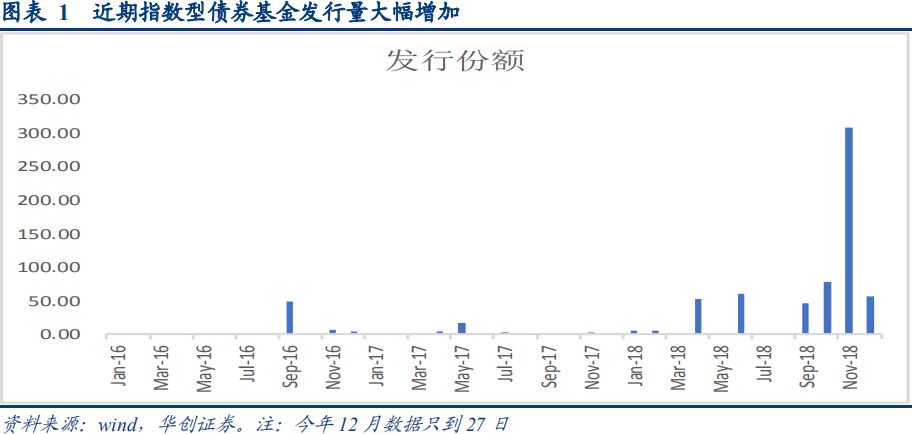 图表 1 近期指数型债券基金发行量大幅增加
发行份额
350.00
300.00
250.00
200.00
150.00
100.00
50.00
0.00
Jan-16
Mar-16
May-16
Jul-16
Sep-16
Nov-16
Jan-17
Mar-17
May-17
Jul-17
Sep-17
Nov-17
Jan-18
Mar-18
May-18
Jul-18
Sep-18
Nov-18
资料来源：wind，华创证券。注：今年12月数据只到27日